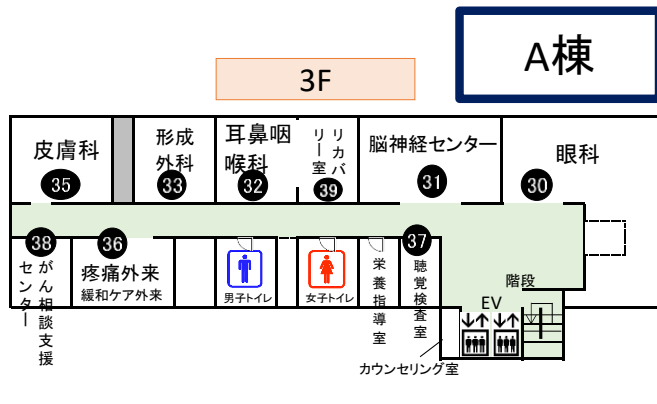 A棟
3F
皮膚科
35
形成
外科
33
耳鼻咽
喉科
32
リカバ
リー室
39
脳神経センター
31
眼科
30
38
がん相談支援
センター
36
疼痛外来
緩和ケア外来
男子トイレ
女子トイレ
栄養指導室
37
聴覚検査室
階段
EV
カウンセリング室